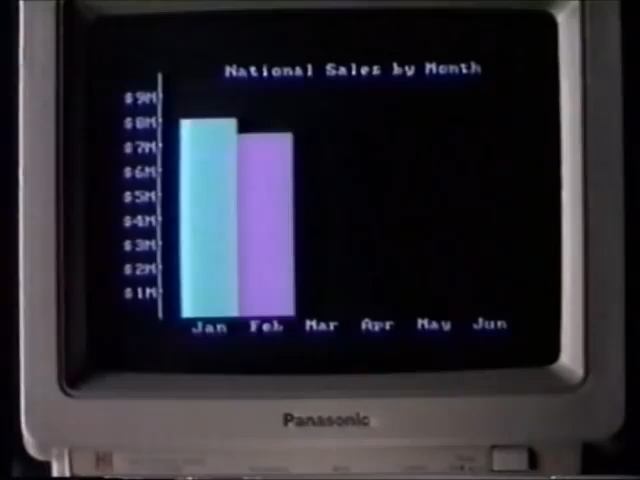 National Sales by Month
$9M
$8M
$7M
$6M
$5M
$4M
$3M
$2M
$1M
Jan Feb Mar Apr May Jun
Panasonic